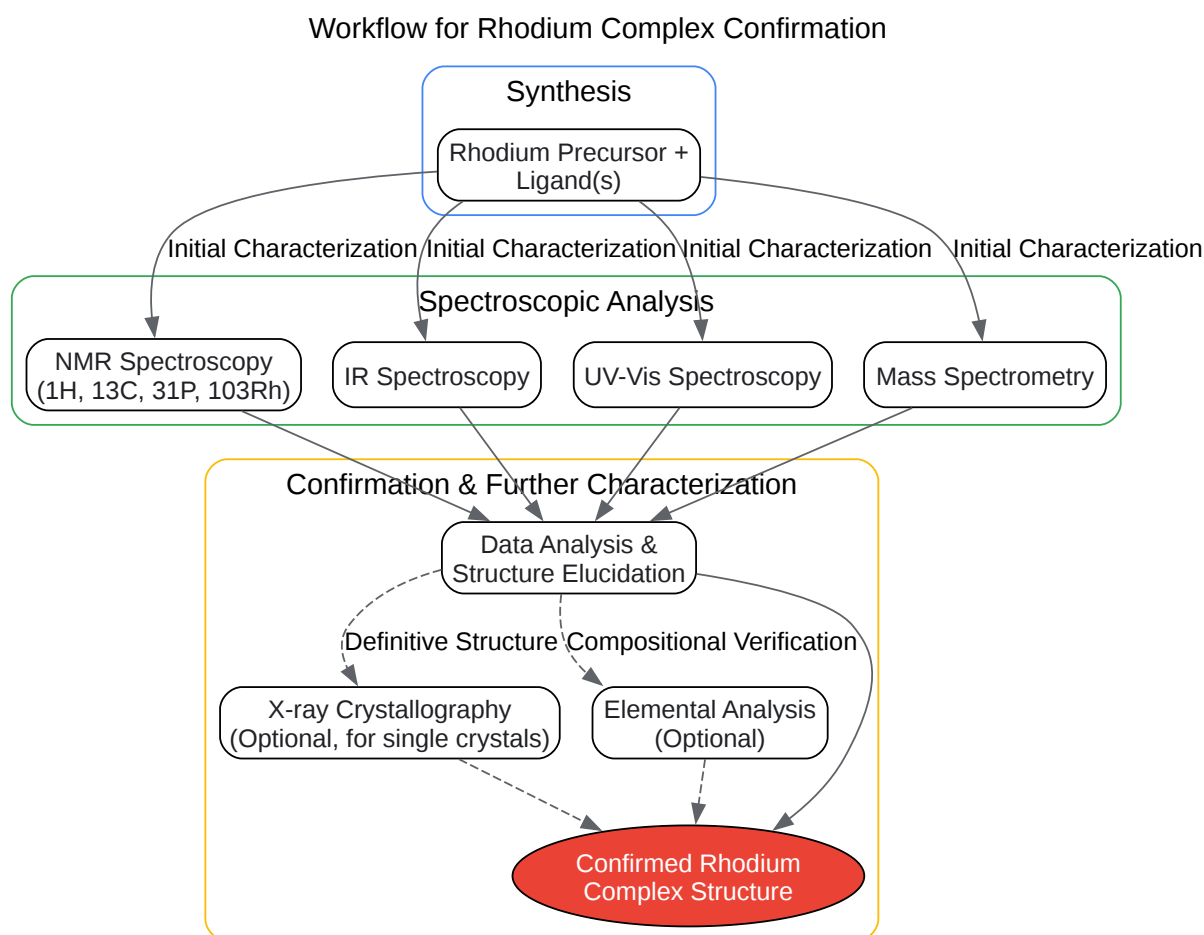 Workflow for Rhodium Complex Confirmation
Synthesis
Rhodium Precursor +
Ligand(s)
Initial Characterization
Initial Characterization
Initial Characterization
Initial Characterization
Spectroscopic Analysis
NMR Spectroscopy
(1H, 13C, 31P, 103Rh)
IR Spectroscopy
UV-Vis Spectroscopy
Mass Spectrometry
Confirmation & Further Characterization
Data Analysis &
Structure Elucidation
Definitive Structure
Compositional Verification
X-ray Crystallography
(Optional, for single crystals)
Elemental Analysis
(Optional)
Confirmed Rhodium
Complex Structure